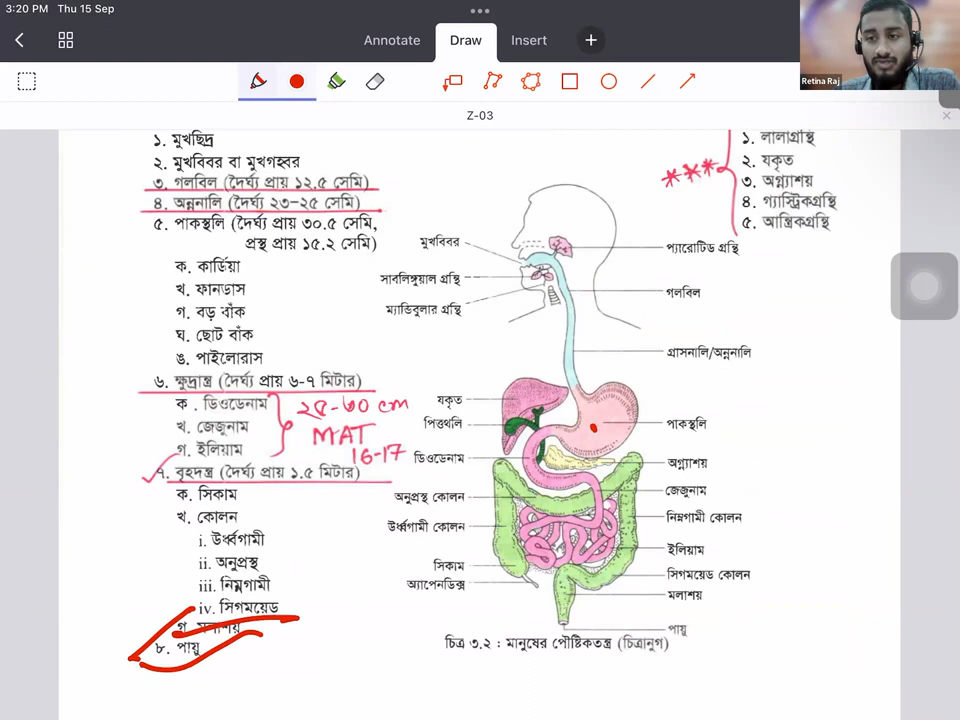 3:20 PM Thu 15 Sep
Annotate
Draw
Insert
Retina Raj
Z-03
১. মুখছিদ্র
২. মুখবিবর বা মুখগহ্বর
৩. গলবিল (দৈর্ঘ্য প্রায় ১২.৫ সেমি)
৪. অন্ননালি (দৈর্ঘ্য ২৩–২৫ সেমি)
৫. পাকস্থলি (দৈর্ঘ্য প্রায় ৩০.৫ সেমি,
প্রস্থ প্রায় ১৫.২ সেমি)
ক. কার্ডিয়া
খ. ফানডাস
গ. বড় বাঁক
ঘ. ছোট বাঁক
ঙ. পাইলোরাস
৬. ক্ষুদ্রান্ত্র (দৈর্ঘ্য প্রায় ৬-৭ মিটার)
ক . ডিওডেনাম
খ. জেজুনাম
গ. ইলিয়াম
২৫-৩০ cm
MAT
16-17
৭. বৃহদন্ত্র (দৈর্ঘ্য প্রায় ১.৫ মিটার)
ক. সিকাম
খ. কোলন
i. উর্ধ্বগামী
ii. অনুপ্রস্থ
iii. নিম্নগামী
iv. সিগময়েড
গ. মলাশয়
৮. পায়ু
১. লালাগ্রন্থি
২. যকৃত
৩. অগ্ন্যাশয়
৪. গ্যাস্ট্রিকগ্রন্থি
৫. আন্ত্রিকগ্রন্থি
মুখবিবর
সাবলিঙ্গুয়াল গ্রন্থি
ম্যান্ডিবুলার গ্রন্থি
যকৃত
পিত্তথলি
ডিওডেনাম
অনুপ্রস্থ কোলন
উর্ধ্বগামী কোলন
সিকাম
অ্যাপেনডিক্স
প্যারোটিড গ্রন্থি
গলবিল
গ্রাসনালি/অন্ননালি
পাকস্থলি
অগ্ন্যাশয়
জেজুনাম
নিম্নগামী কোলন
ইলিয়াম
সিগময়েড কোলন
মলাশয়
পায়ু
চিত্র ৩.২ : মানুষের পৌষ্টিকতন্ত্র (চিত্রানুগ)